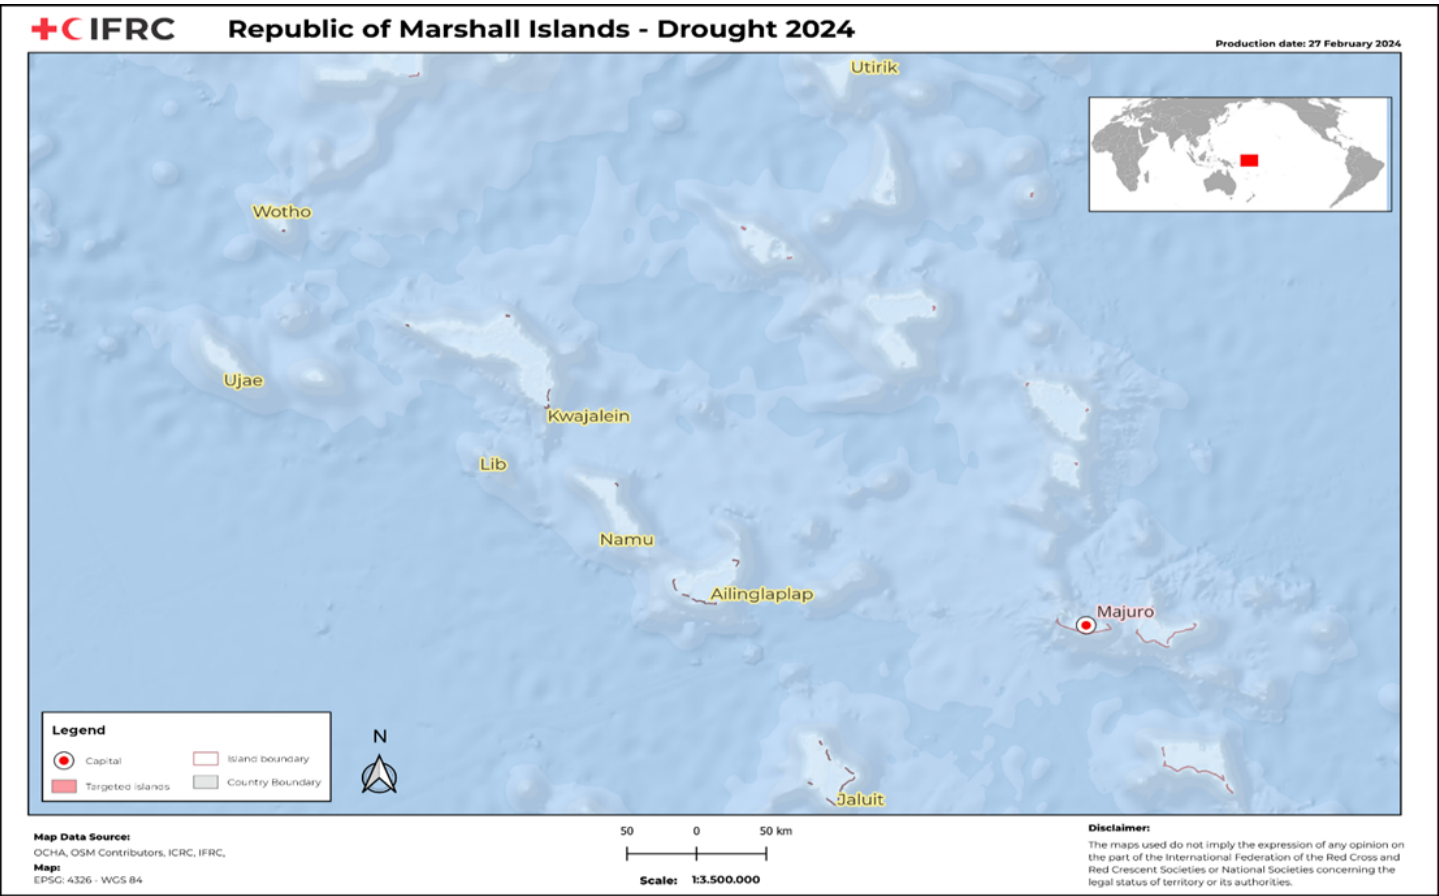 IFRC
Republic of Marshall Islands - Drought 2024
Production date: 27 February 2024
Utirik
Wotho
Ujae
Kwajalein
Lib
Namu
Ailinglaplap
Majuro
Jaluit
Legend
Capital
Island boundary
Targeted islands
Country Boundary
N
Map Data Source:
OCHA, OSM Contributors, ICRC, IFRC,
Map:
EPSG: 4326 - WGS 84
50 0 50 km
Scale: 1:3.500.000
Disclaimer:
The maps used do not imply the expression of any opinion on
the part of the International Federation of the Red Cross and
Red Crescent Societies or National Societies concerning the
legal status of territory or its authorities.